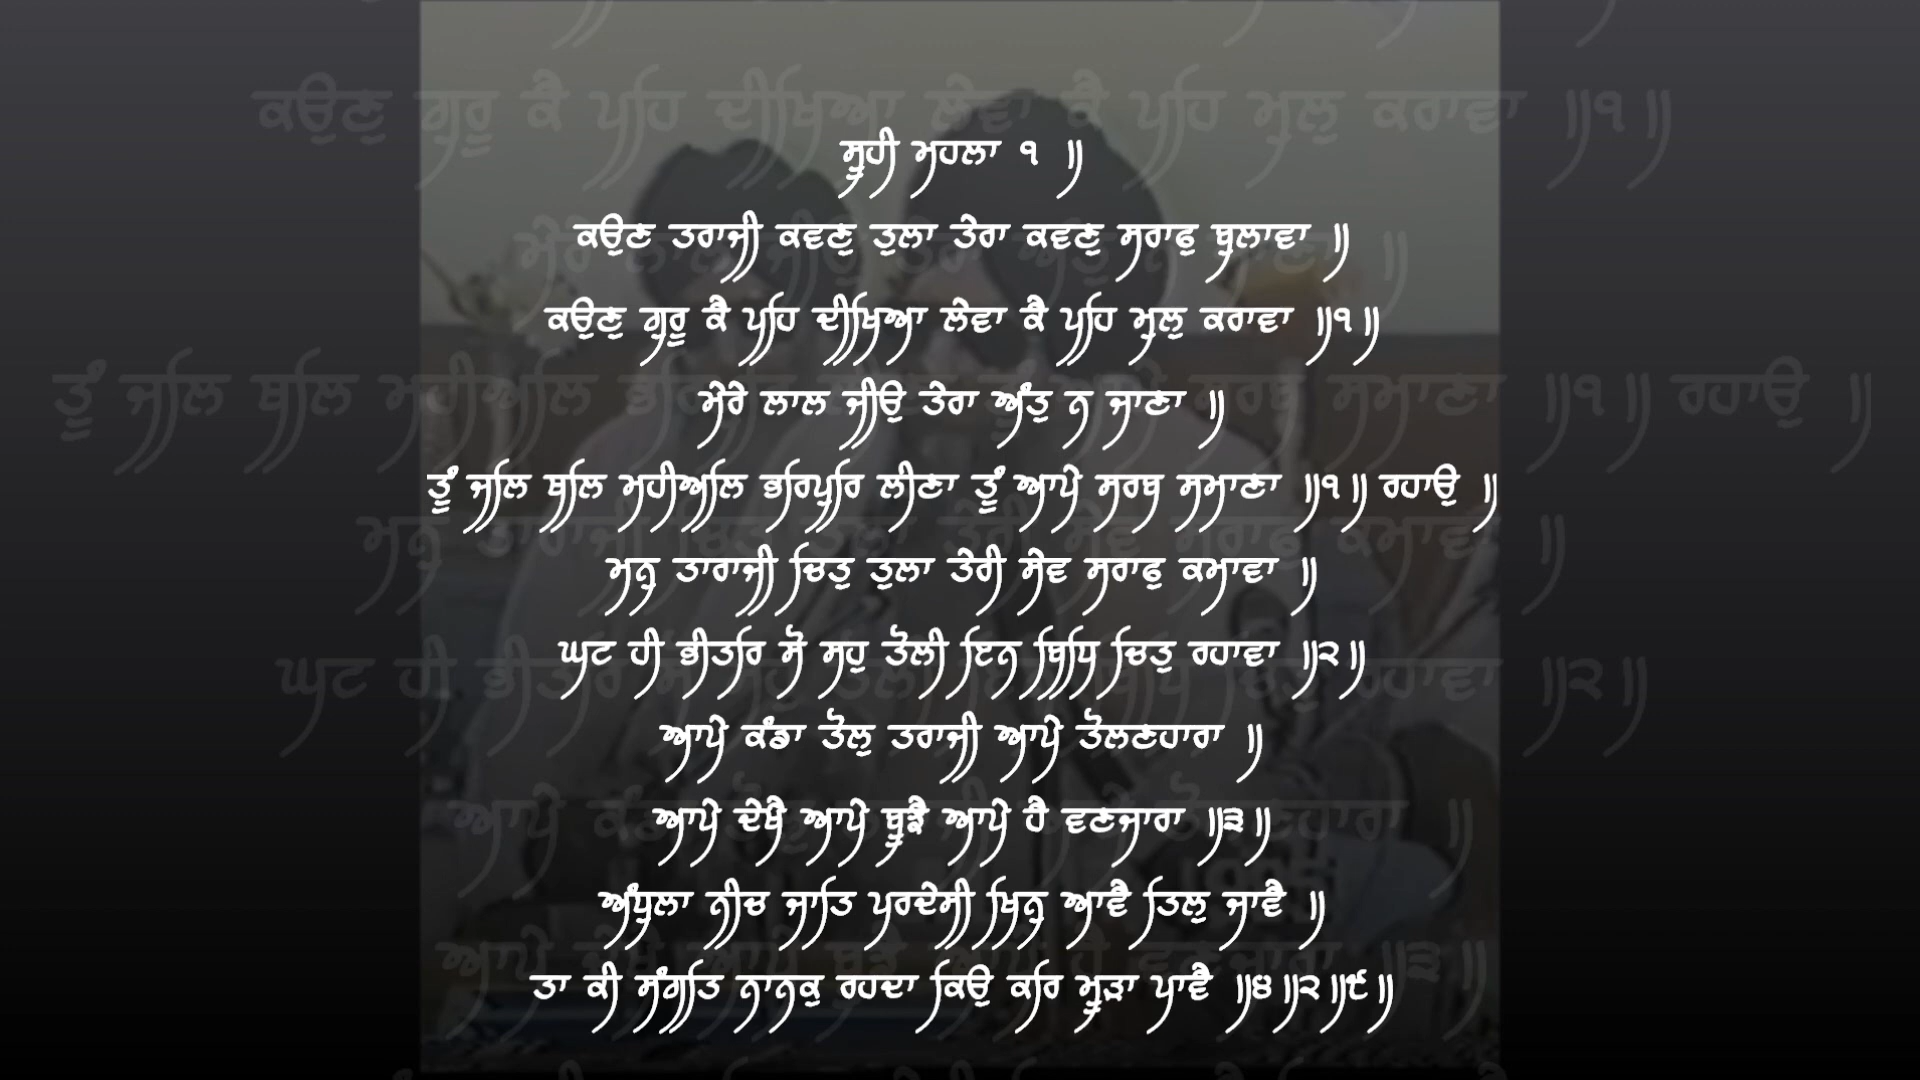 ਸੂਹੀ ਮਹਲਾ ੧ ॥
ਕਉਣ ਤਰਾਜੀ ਕਵਣੁ ਤੁਲਾ ਤੇਰਾ ਕਵਣੁ ਸਰਾਫੁ ਬੁਲਾਵਾ ॥
ਕਉਣੁ ਗੁਰੂ ਕੈ ਪਹਿ ਦੀਖਿਆ ਲੇਵਾ ਕੈ ਪਹਿ ਮੁਲੁ ਕਰਾਵਾ ॥੧॥
ਮੇਰੇ ਲਾਲ ਜੀਉ ਤੇਰਾ ਅੰਤੁ ਨ ਜਾਣਾ ॥
ਤੂੰ ਜਲਿ ਥਲਿ ਮਹੀਅਲਿ ਭਰਿਪੁਰਿ ਲੀਣਾ ਤੂੰ ਆਪੇ ਸਰਬ ਸਮਾਣਾ ॥੧॥ ਰਹਾਉ ॥
ਮਨੁ ਤਾਰਾਜੀ ਚਿਤੁ ਤੁਲਾ ਤੇਰੀ ਸੇਵ ਸਰਾਫੁ ਕਮਾਵਾ ॥
ਘਟ ਹੀ ਭੀਤਰਿ ਸੋ ਸਹੁ ਤੋਲੀ ਇਨ ਬਿਧਿ ਚਿਤੁ ਰਹਾਵਾ ॥੨॥
ਆਪੇ ਕੰਡਾ ਤੋਲੁ ਤਰਾਜੀ ਆਪੇ ਤੋਲਣਹਾਰਾ ॥
ਆਪੇ ਦੇਖੈ ਆਪੇ ਬੂਝੈ ਆਪੇ ਹੈ ਵਣਜਾਰਾ ॥੩॥
ਅੰਧੁਲਾ ਨੀਚ ਜਾਤਿ ਪਰਦੇਸੀ ਖਿਨੁ ਆਵੈ ਤਿਲੁ ਜਾਵੈ ॥
ਤਾ ਕੀ ਸੰਗਤਿ ਨਾਨਕੁ ਰਹਦਾ ਕਿਉ ਕਰਿ ਮੂੜਾ ਪਾਵੈ ॥੪॥੨॥੯॥